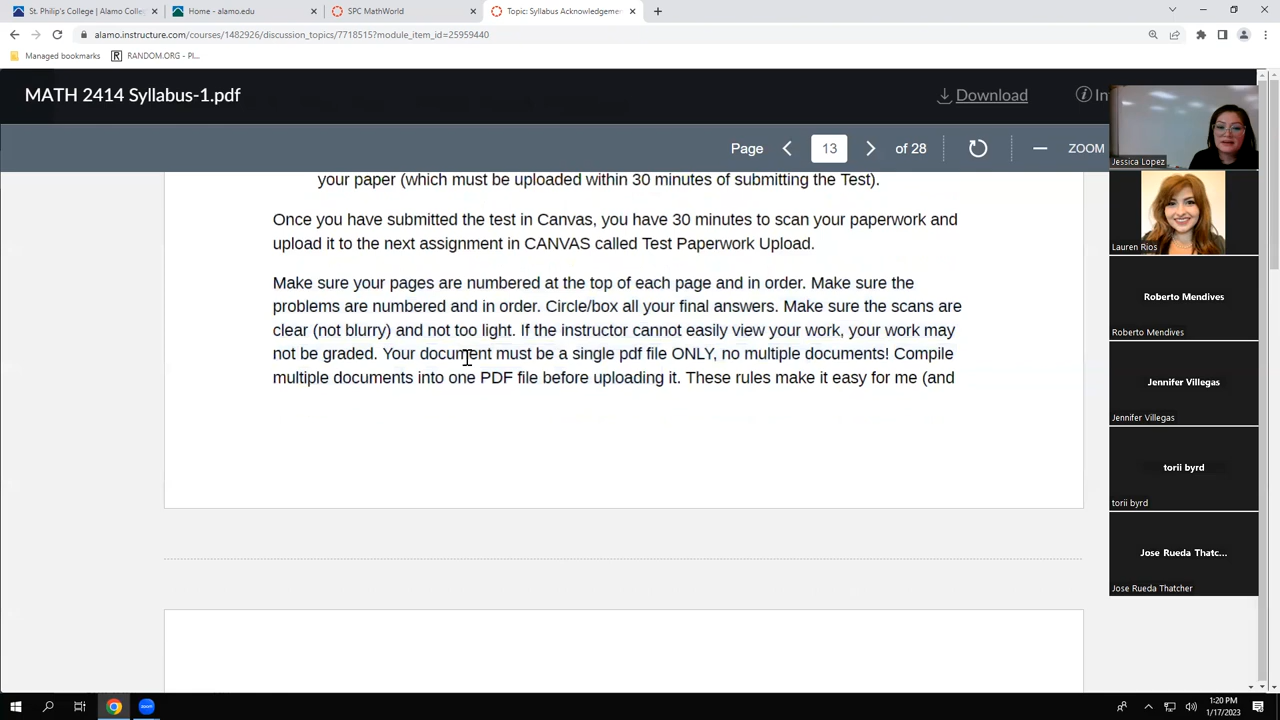 St. Philip's College | Alamo Colle
Home - alamo.edu
SPC MathWorld
Topic: Syllabus Acknowledgemen
alamo.instructure.com/courses/1482926/discussion_topics/7718515?module_item_id=25959440
Managed bookmarks
RANDOM.ORG - Pl...
MATH 2414 Syllabus-1.pdf
Download
In
Page
13
of 28
ZOOM
your paper (which must be uploaded within 30 minutes of submitting the Test).
Once you have submitted the test in Canvas, you have 30 minutes to scan your paperwork and
upload it to the next assignment in CANVAS called Test Paperwork Upload.
Make sure your pages are numbered at the top of each page and in order. Make sure the
problems are numbered and in order. Circle/box all your final answers. Make sure the scans are
clear (not blurry) and not too light. If the instructor cannot easily view your work, your work may
not be graded. Your document must be a single pdf file ONLY, no multiple documents! Compile
multiple documents into one PDF file before uploading it. These rules make it easy for me (and
Jessica Lopez
Lauren Rios
Roberto Mendives
Roberto Mendives
Jennifer Villegas
Jennifer Villegas
torii byrd
torii byrd
Jose Rueda Thatc...
Jose Rueda Thatcher
1:20 PM
1/17/2023